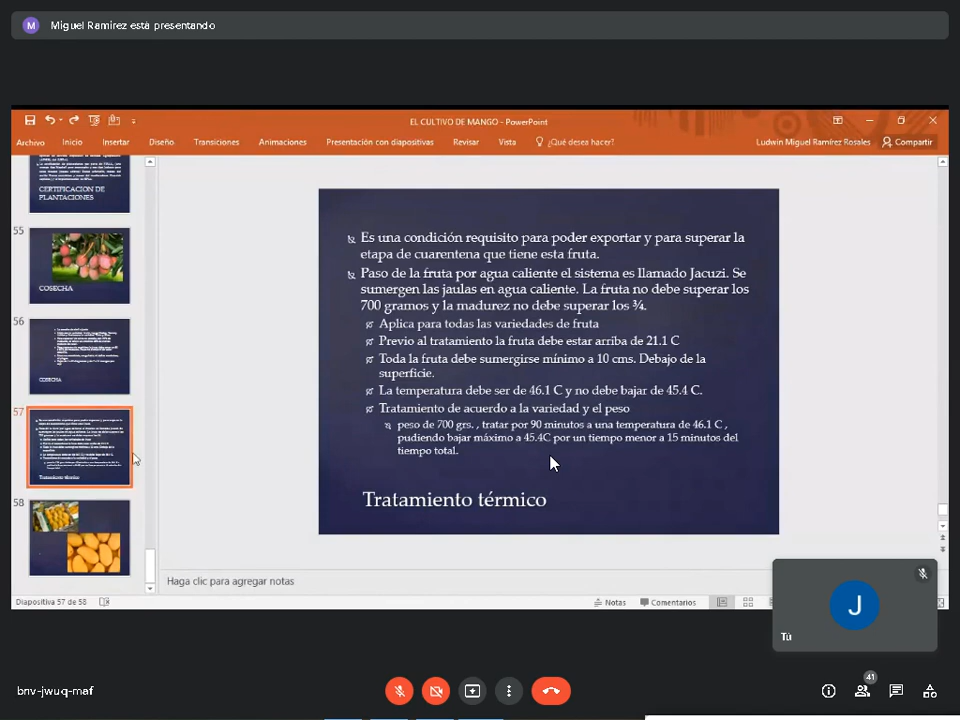 M Miguel Ramirez está presentando
EL CULTIVO DE MANGO - PowerPoint
Archivo Inicio Insertar Diseño Transiciones Animaciones Presentación con diapositivas Revisar Vista ¿Qué desea hacer? Ludwin Miguel Ramírez Rosales Compartir
CERTIFICACION DE
PLANTACIONES
55
COSECHA
56
COSECHA
57
Tratamiento térmico
58
Es una condición requisito para poder exportar y para superar la
etapa de cuarentena que tiene esta fruta.
Paso de la fruta por agua caliente el sistema es llamado Jacuzi. Se
sumergen las jaulas en agua caliente. La fruta no debe superar los
700 gramos y la madurez no debe superar los ¾.
Aplica para todas las variedades de fruta
Previo al tratamiento la fruta debe estar arriba de 21.1 C
Toda la fruta debe sumergirse mínimo a 10 cms. Debajo de la
superficie.
La temperatura debe ser de 46.1 C y no debe bajar de 45.4 C.
Tratamiento de acuerdo a la variedad y el peso
peso de 700 grs. , tratar por 90 minutos a una temperatura de 46.1 C ,
pudiendo bajar máximo a 45.4C por un tiempo menor a 15 minutos del
tiempo total.
Tratamiento térmico
Haga clic para agregar notas
Diapositiva 57 de 58 Notas Comentarios
J
Tú
bnv-jwuq-maf
41